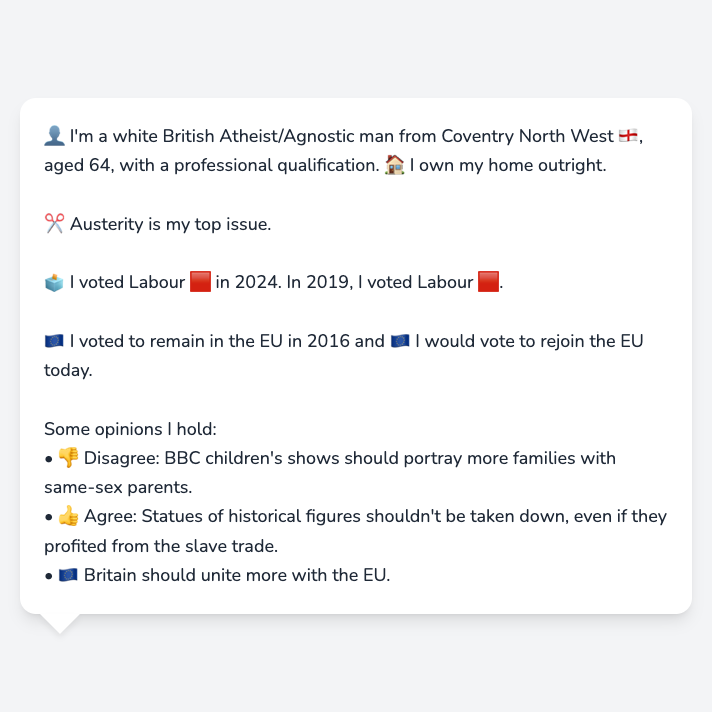 👤 I'm a white British Atheist/Agnostic man from Coventry North West 🏴󠁧󠁢󠁥󠁮󠁧󠁿,
aged 64, with a professional qualification. 🏠 I own my home outright.
✂️ Austerity is my top issue.
🗳️ I voted Labour 🟥 in 2024. In 2019, I voted Labour 🟥.
🇪🇺 I voted to remain in the EU in 2016 and 🇪🇺 I would vote to rejoin the EU
today.
Some opinions I hold:
• 👎 Disagree: BBC children's shows should portray more families with
same-sex parents.
• 👍 Agree: Statues of historical figures shouldn't be taken down, even if they
profited from the slave trade.
• 🇪🇺 Britain should unite more with the EU.